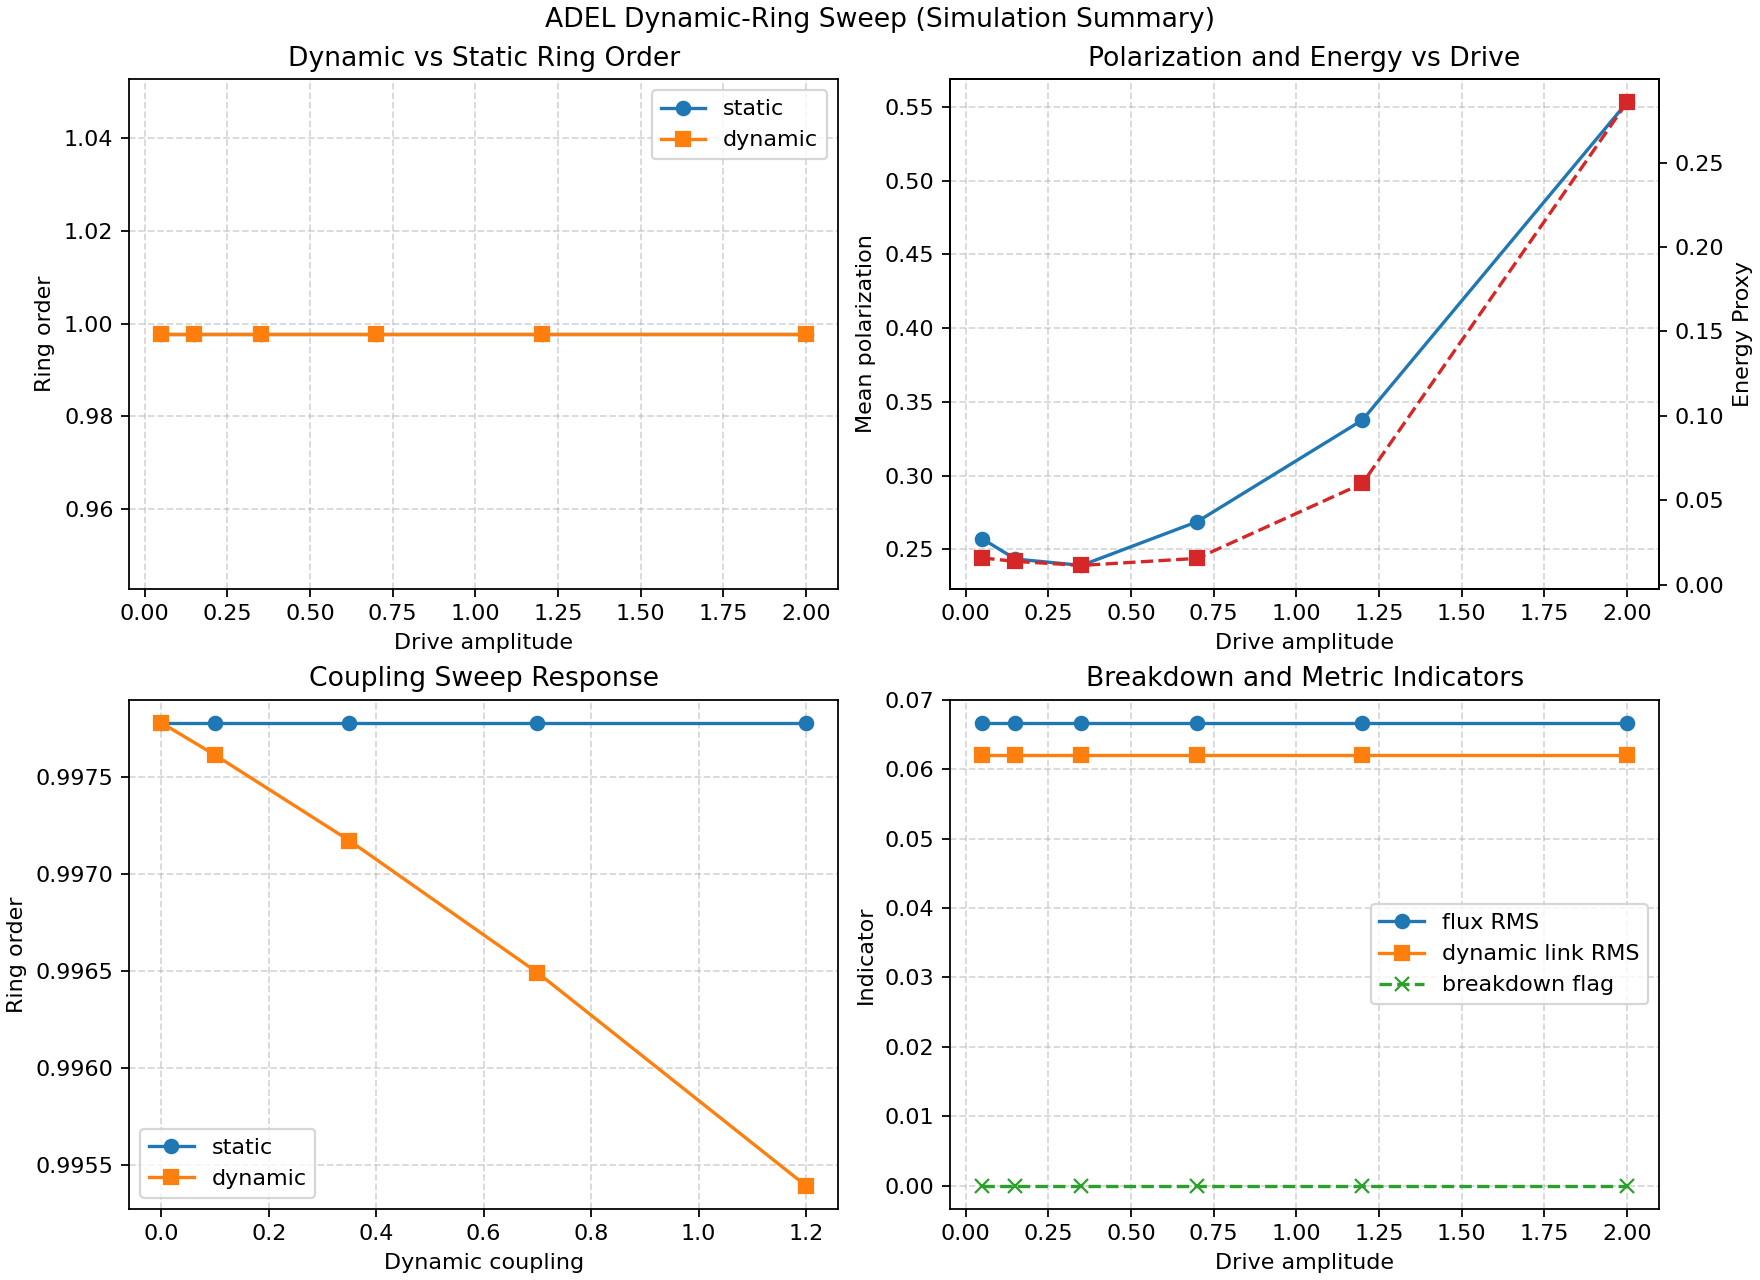 ADEL Dynamic-Ring Sweep (Simulation Summary)
Dynamic vs Static Ring Order
static
dynamic
1.04
1.02
1.00
0.98
0.96
Ring order
0.00 0.25 0.50 0.75 1.00 1.25 1.50 1.75 2.00
Drive amplitude
Polarization and Energy vs Drive
0.55
0.50
0.45
0.40
0.35
0.30
0.25
Mean polarization
0.25
0.20
0.15
0.10
0.05
0.00
Energy Proxy
0.00 0.25 0.50 0.75 1.00 1.25 1.50 1.75 2.00
Drive amplitude
Coupling Sweep Response
0.9975
0.9970
0.9965
0.9960
0.9955
Ring order
static
dynamic
0.0 0.2 0.4 0.6 0.8 1.0 1.2
Dynamic coupling
Breakdown and Metric Indicators
0.07
0.06
0.05
0.04
0.03
0.02
0.01
0.00
Indicator
flux RMS
dynamic link RMS
breakdown flag
0.00 0.25 0.50 0.75 1.00 1.25 1.50 1.75 2.00
Drive amplitude